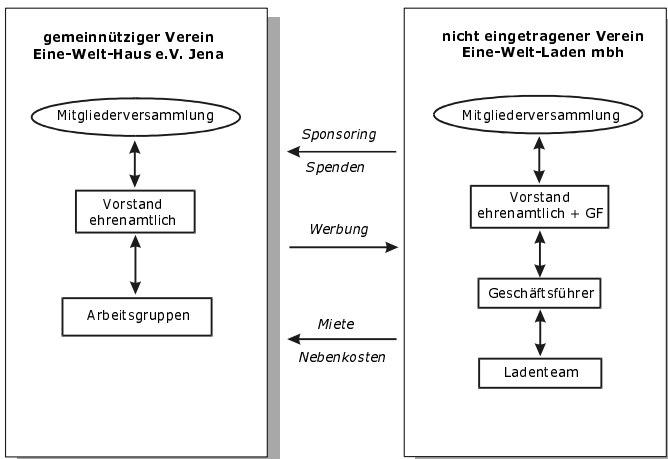 gemeinnütziger Verein
Eine-Welt-Haus e.V. Jena
Mitgliederversammlung
Vorstand
ehrenamtlich
Arbeitsgruppen
Sponsoring
Spenden
Werbung
Miete
Nebenkosten
nicht eingetragener Verein
Eine-Welt-Laden mbh
Mitgliederversammlung
Vorstand
ehrenamtlich + GF
Geschäftsführer
Ladenteam